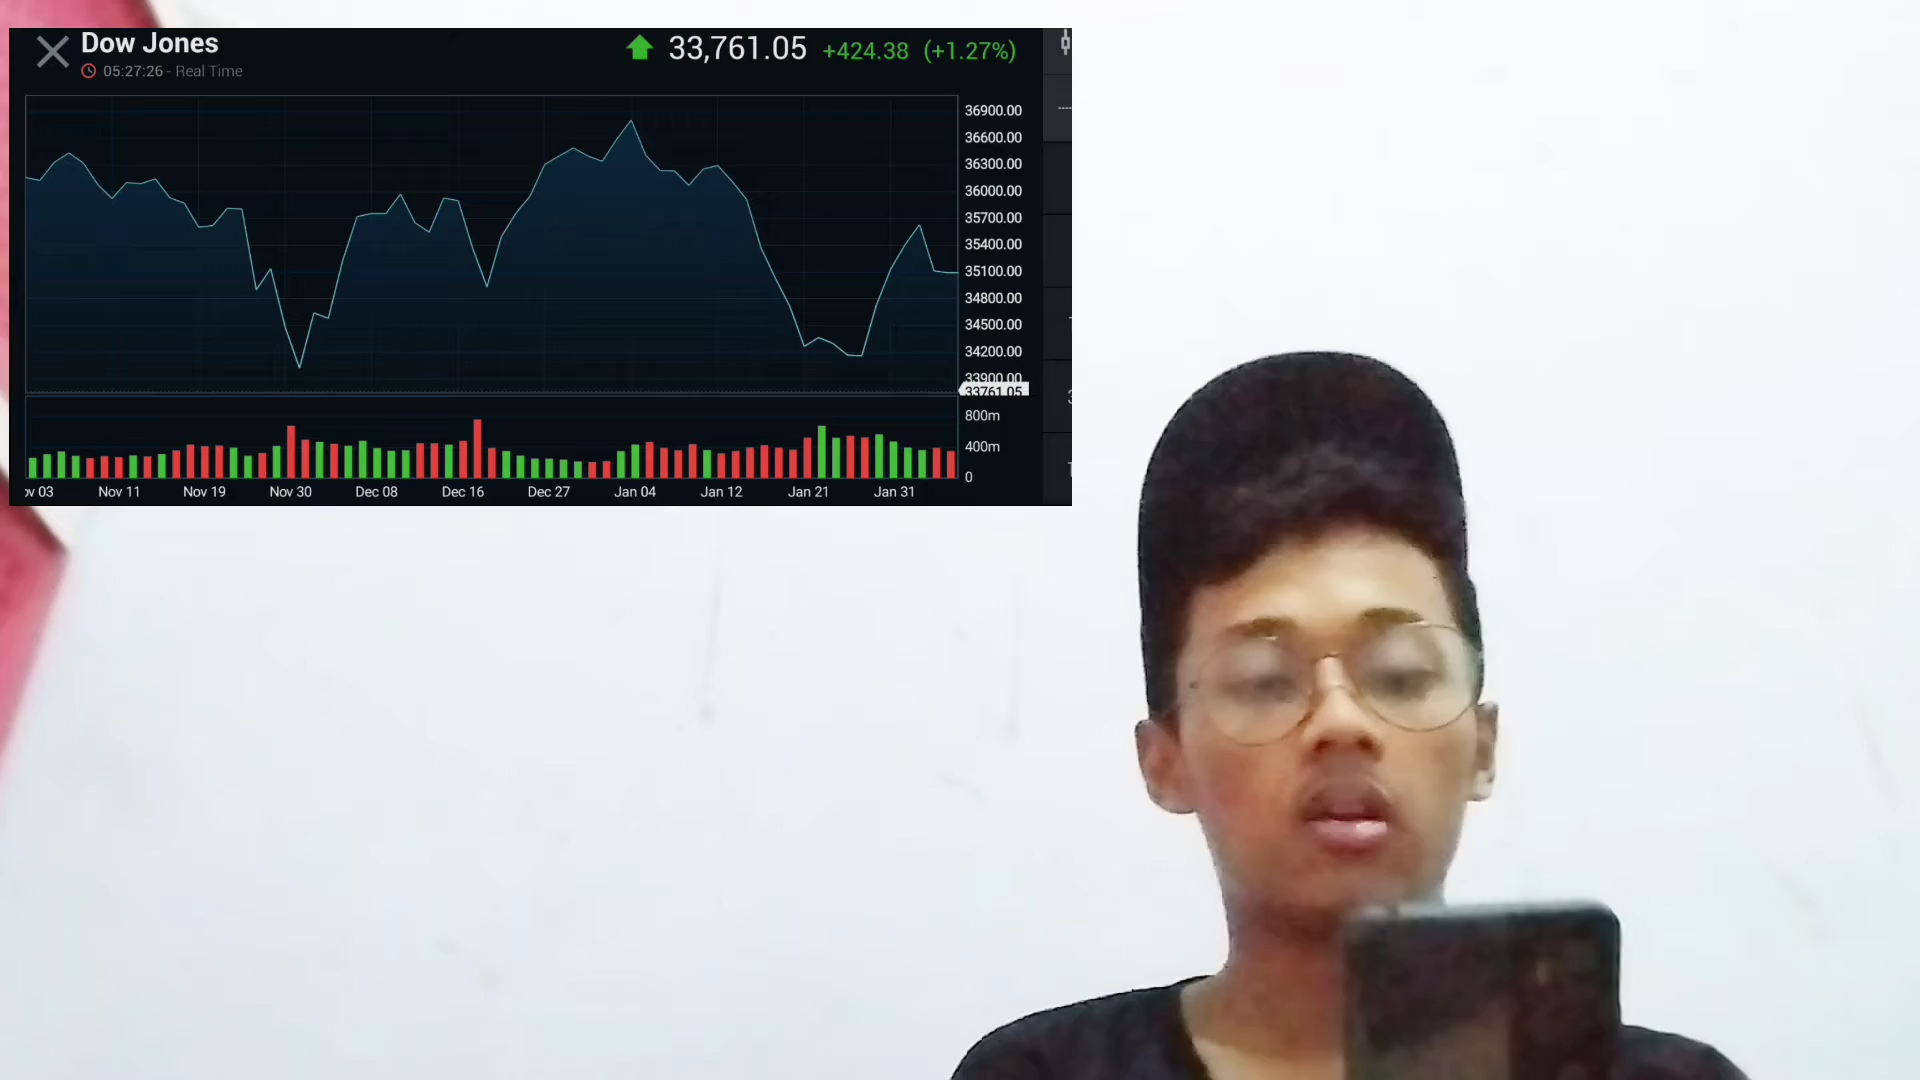 Dow Jones
33,761.05 +424.38 (+1.27%)
05:27:26 - Real Time
36900.00
36600.00
36300.00
36000.00
35700.00
35400.00
35100.00
34800.00
34500.00
34200.00
33900.00
33761.05
800m
400m
0
v 03 Nov 11 Nov 19 Nov 30 Dec 08 Dec 16 Dec 27 Jan 04 Jan 12 Jan 21 Jan 31